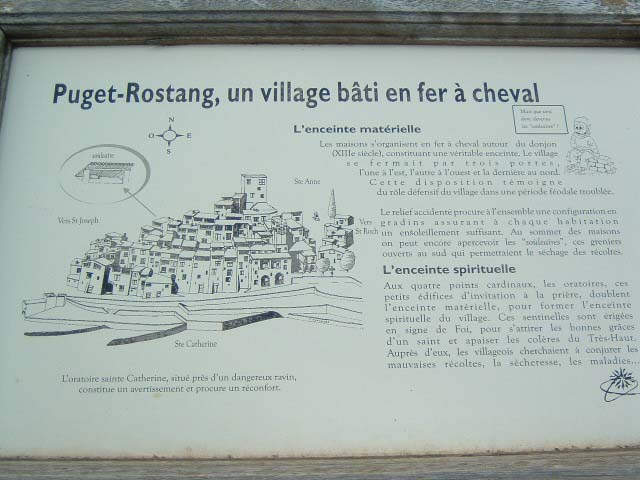 Puget-Rostang, un village bâti en fer à cheval
N
O
E
S
soleilaire
Ste Anne
Vers St Joseph
Vers
St Roch
Ste Catherine
L'oratoire sainte Catherine, situé près d'un dangereux ravin,
constitue un avertissement et procure un réconfort.
L'enceinte matérielle
Les maisons s'organisent en fer à cheval autour du donjon
(XIIIe siècle), constituant une véritable enceinte. Le village
se fermait par trois portes,
l'une à l'est, l'autre à l'ouest et la dernière au nord.
Cette disposition témoigne
du rôle défensif du village dans une période féodale troublée.
Mais que sont
donc devenus
les "soleilaires" ?
Le relief accidenté procure à l'ensemble une configuration en
gradins assurant à chaque habitation
un ensoleillement suffisant. Au sommet des maisons
on peut encore apercevoir les "soleilaires", ces greniers
ouverts au sud qui permettaient le séchage des récoltes.
L'enceinte spirituelle
Aux quatre points cardinaux, les oratoires, ces
petits édifices d'invitation à la prière, doublent
l'enceinte matérielle, pour former l'enceinte
spirituelle du village. Ces sentinelles sont érigées
en signe de Foi, pour s'attirer les bonnes grâces
d'un saint et apaiser les colères du Très-Haut.
Auprès d'eux, les villageois cherchaient à conjurer les
mauvaises récoltes, la sécheresse, les maladies...